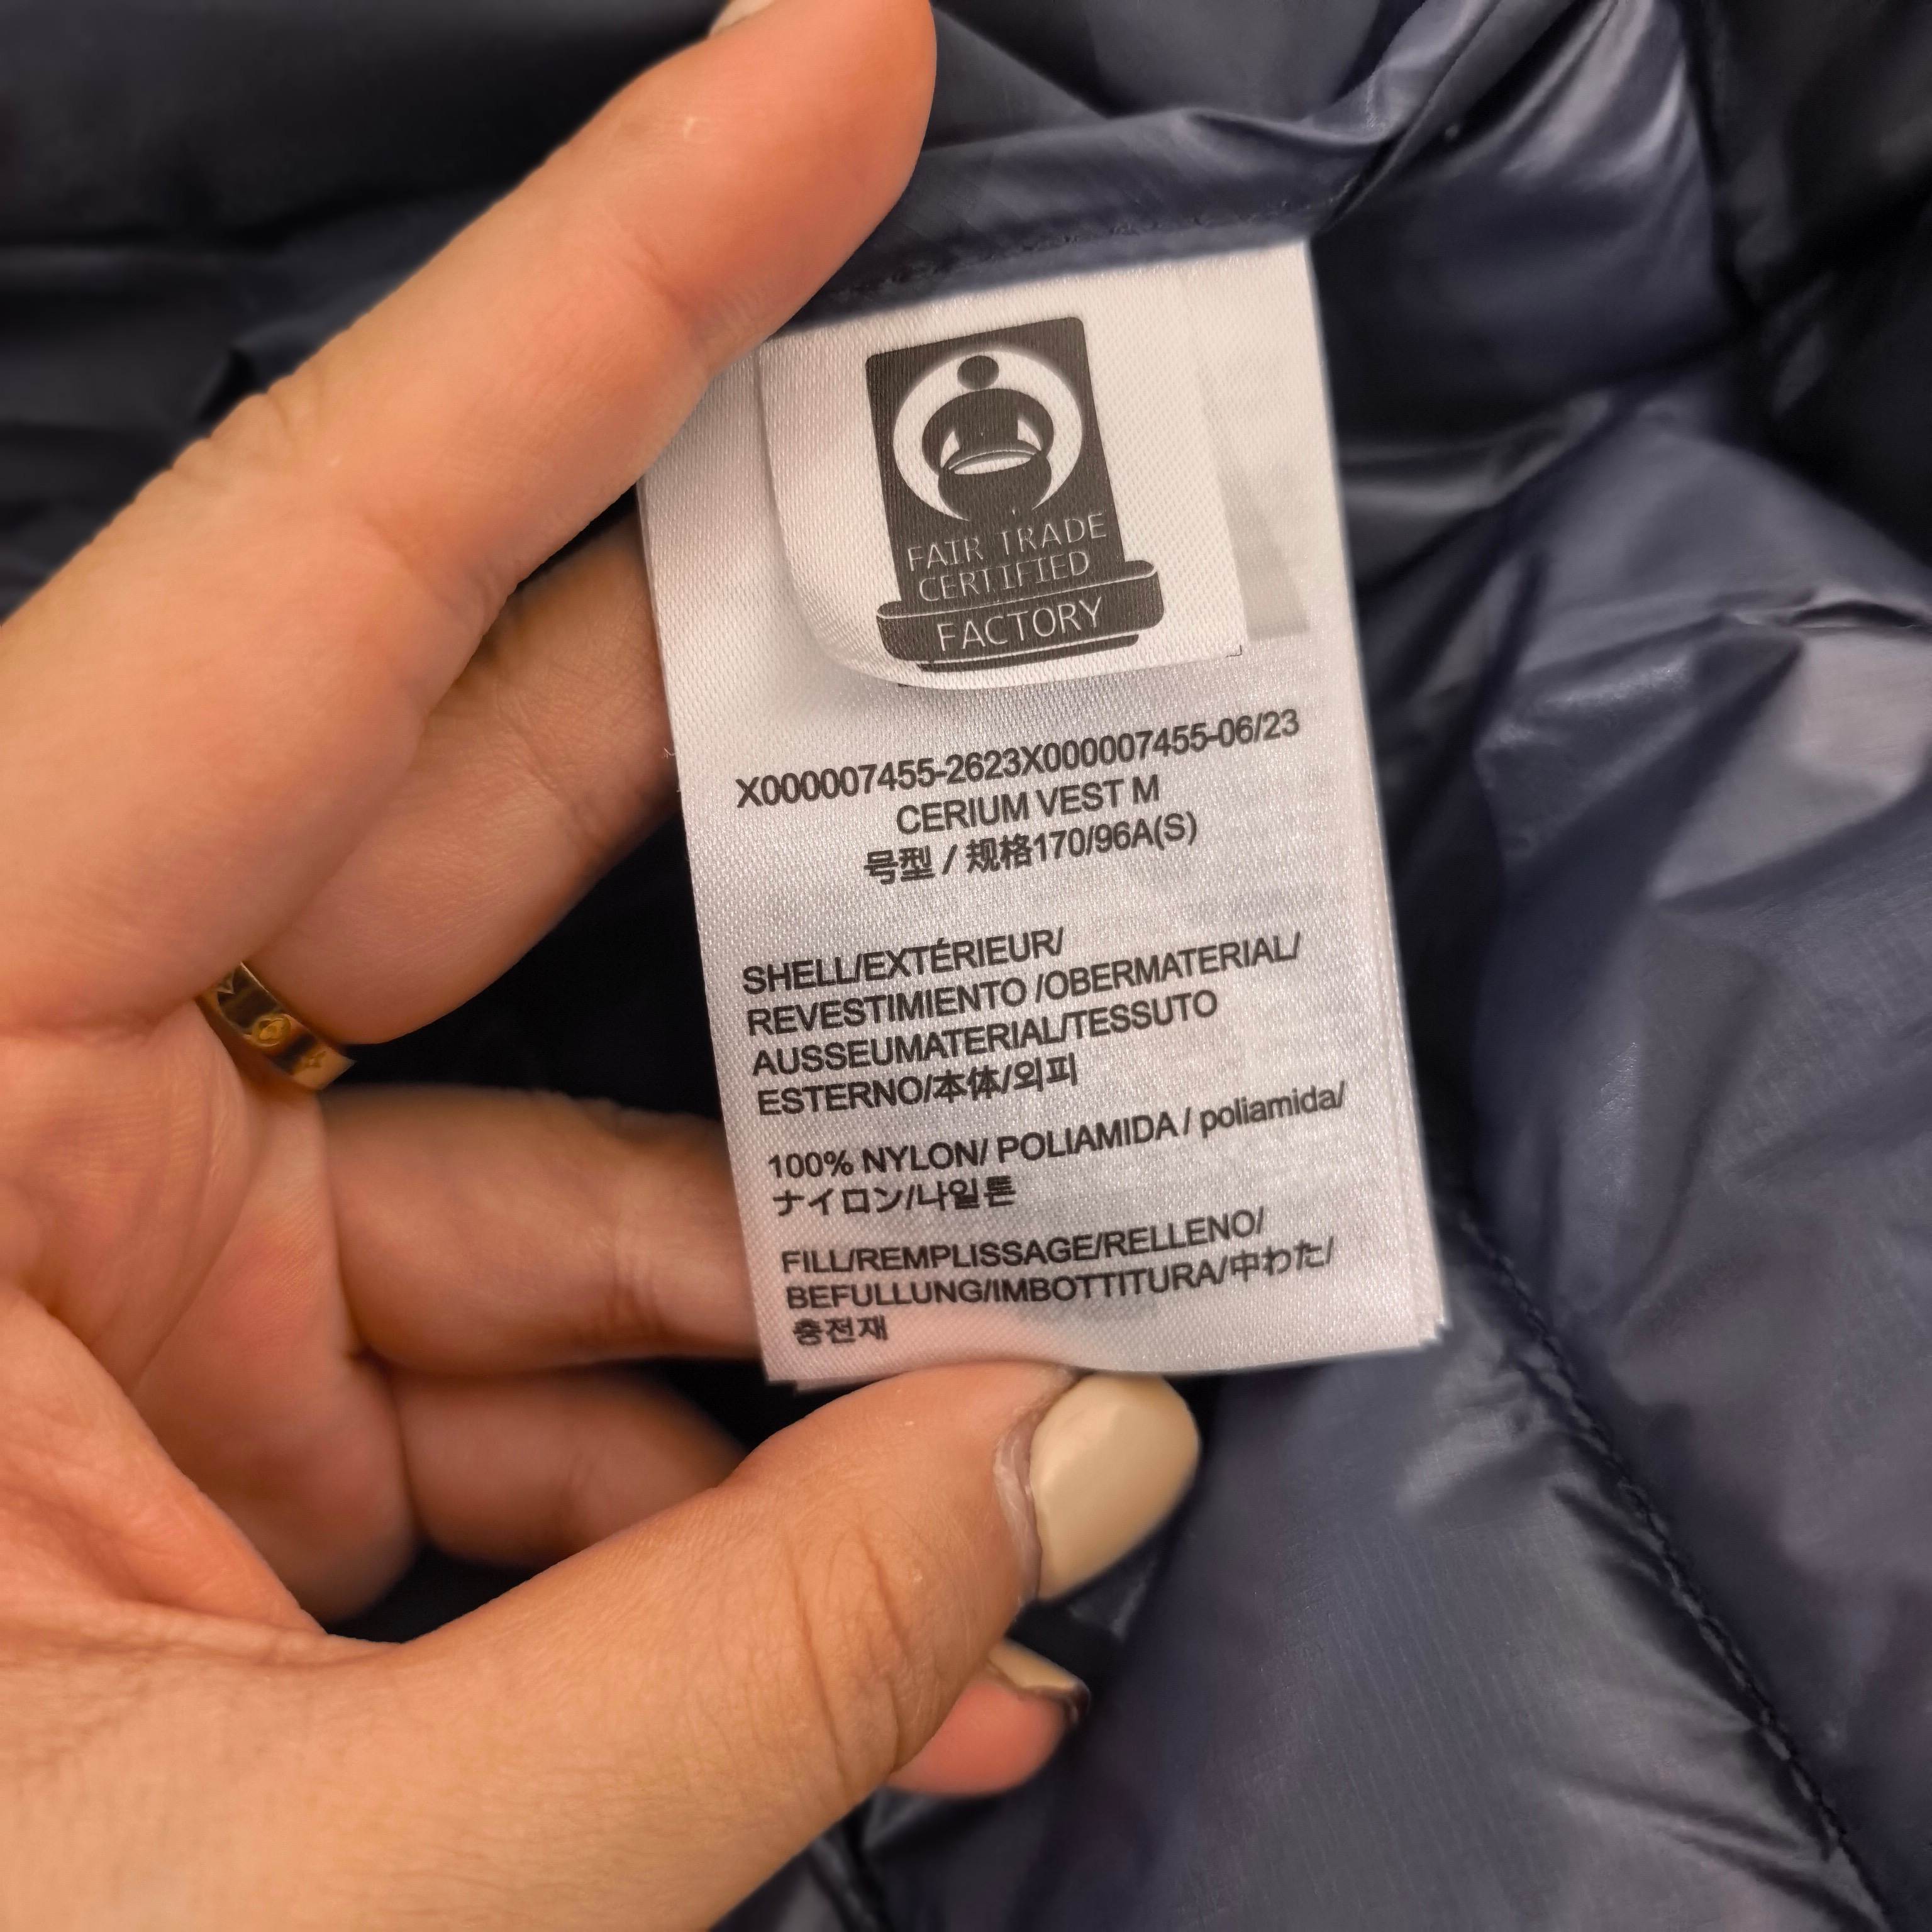 FAIR TRADE
CERTIFIED
FACTORY
X000007455-2623X000007455-06/23
CERIUM VEST M
号型 / 规格170/96A(S)
SHELL/EXTÉRIEUR/
REVESTIMIENTO /OBERMATERIAL/
AUSSEUMATERIAL/TESSUTO
ESTERNO/本体/외피
100% NYLON/ POLIAMIDA / poliamida/
ナイロン/나일론
FILL/REMPLISSAGE/RELLENO/
BEFULLUNG/IMBOTTITURA/中わた/
충전재